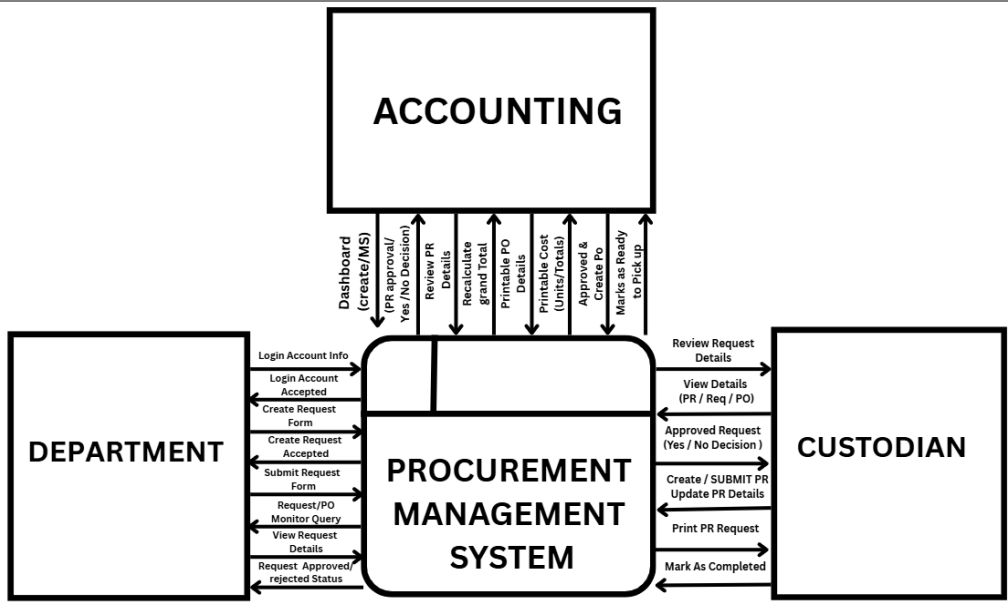 ACCOUNTING
Dashboard
(create/MS)
(PR approval/
Yes /No Decision)
Review PR
Details
Recalculate
grand Total
Printable PO
Details
Printable Cost
(Units/Totals)
Approved &
Create Po
Marks as Ready
to Pick up
DEPARTMENT
Login Account Info
Login Account
Accepted
Create Request
Form
Create Request
Accepted
Submit Request
Form
Request/PO
Monitor Query
View Request
Details
Request Approved/
rejected Status
PROCUREMENT
MANAGEMENT
SYSTEM
Review Request
Details
View Details
(PR / Req / PO)
Approved Request
(Yes / No Decision )
Create / SUBMIT PR
Update PR Details
Print PR Request
Mark As Completed
CUSTODIAN